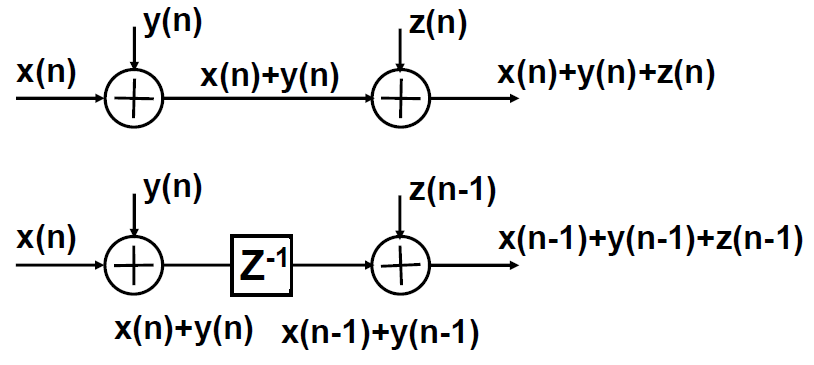 y(n) z(n)
x(n) x(n)+y(n) x(n)+y(n)+z(n)
y(n) z(n-1)
x(n) x(n-1)+y(n-1)+z(n-1)
Z-1
x(n)+y(n) x(n-1)+y(n-1)